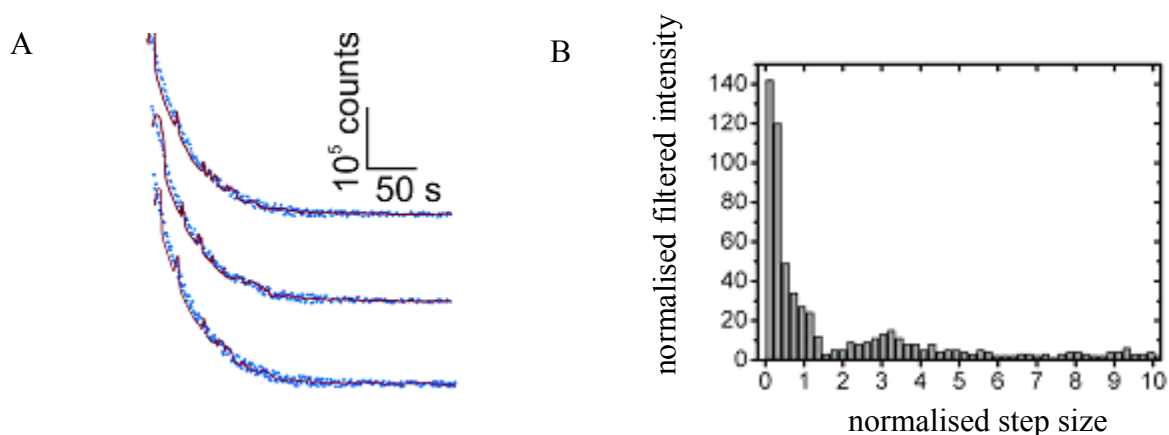 A
10⁵ counts
50 s
B
normalised filtered intensity
140
120
100
80
60
40
20
0
0 1 2 3 4 5 6 7 8 9 10
normalised step size